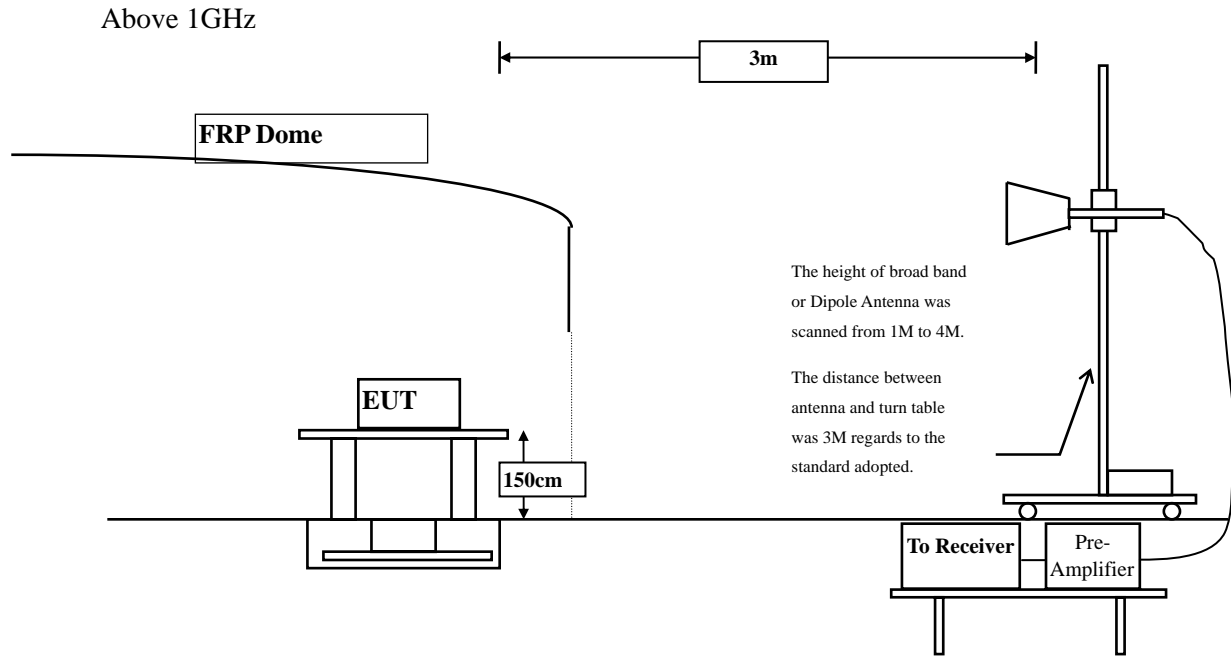 Above 1GHz
3m
FRP Dome
The height of broad band
or Dipole Antenna was
scanned from 1M to 4M.
The distance between
antenna and turn table
was 3M regards to the
standard adopted.
EUT
150cm
To Receiver
Pre-
Amplifier